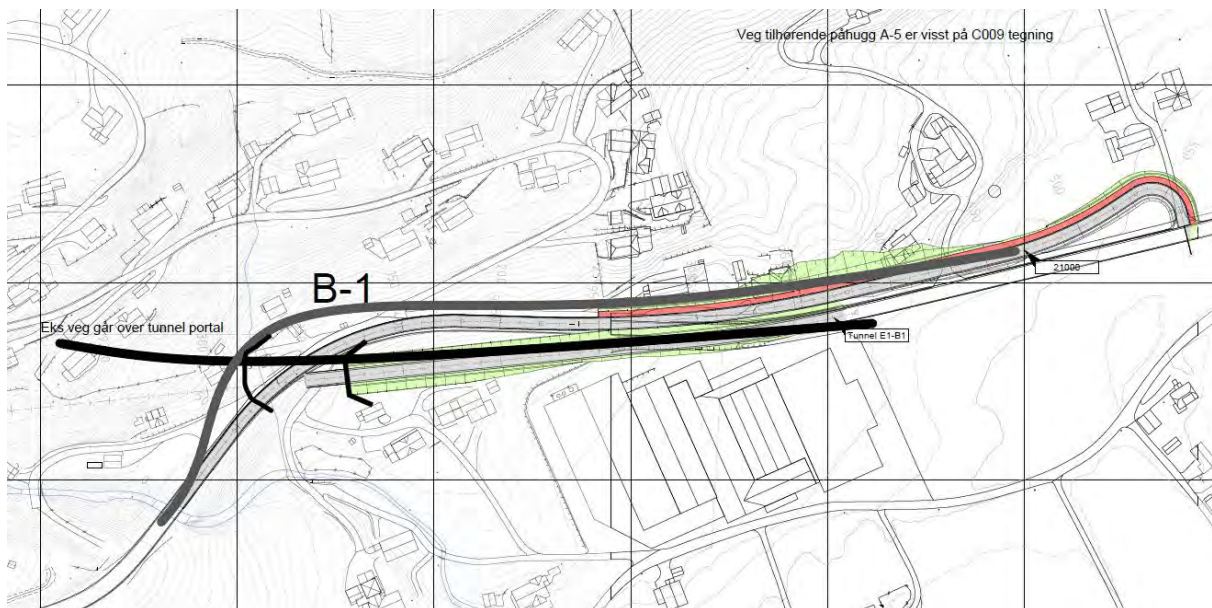 Veg tilhørende påhugg A-5 er visst på C009 tegning
B-1
21000
Eks veg går over tunnel portal
Tunnel E1-B1